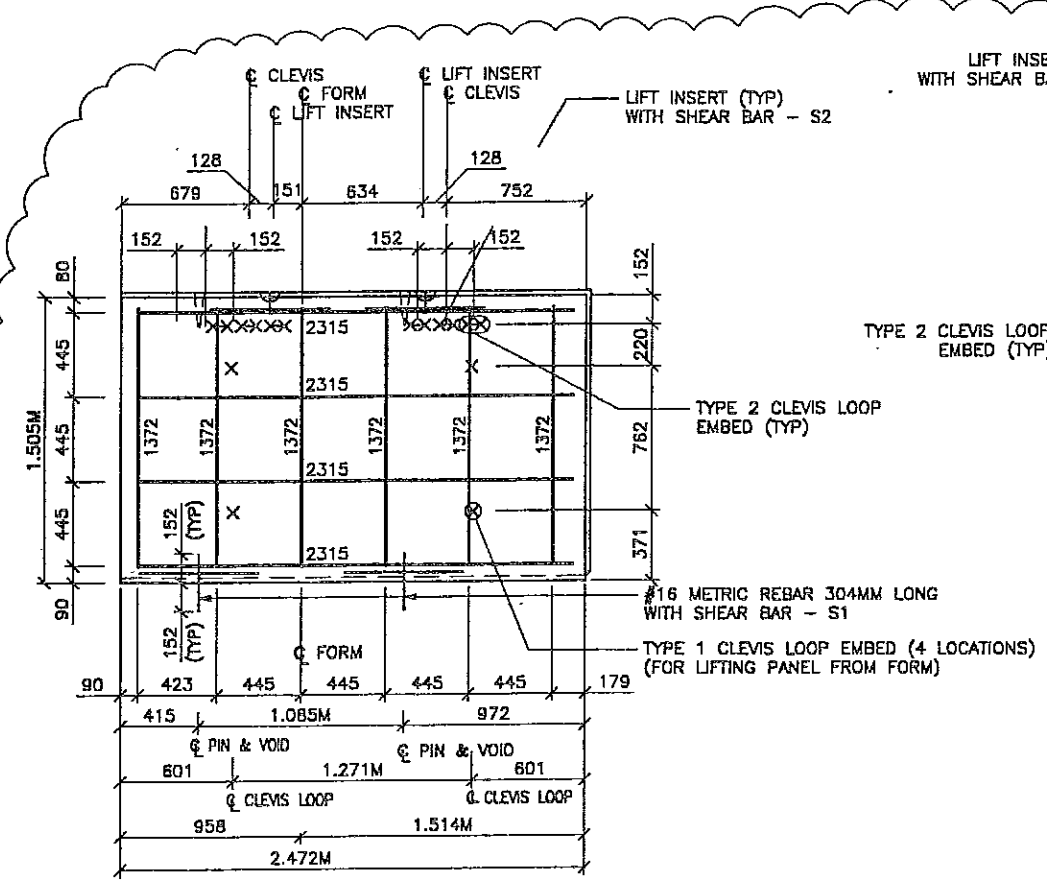 LIFT INSE
WITH SHEAR BA
℄ CLEVIS
℄ FORM
℄ LIFT INSERT
℄ LIFT INSERT
℄ CLEVIS
LIFT INSERT (TYP)
WITH SHEAR BAR - S2
128
128
679
151
634
752
152
152
152
152
152
80
445
445
445
90
1.505M
220
762
371
2315
2315
2315
2315
1372
1372
1372
1372
1372
1372
TYPE 2 CLEVIS LOOP
EMBED (TYP)
TYPE 2 CLEVIS LOOP
EMBED (TYP)
152
(TYP)
152
(TYP)
#16 METRIC REBAR 304MM LONG
WITH SHEAR BAR - S1
TYPE 1 CLEVIS LOOP EMBED (4 LOCATIONS)
(FOR LIFTING PANEL FROM FORM)
℄ FORM
90
423
445
445
445
445
179
415
1.085M
972
℄ PIN & VOID
℄ PIN & VOID
601
1.271M
601
℄ CLEVIS LOOP
℄ CLEVIS LOOP
958
1.514M
2.472M